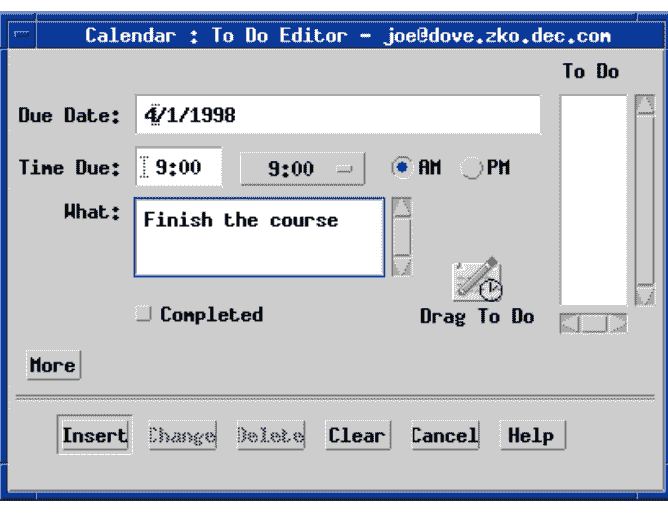 Calendar : To Do Editor - joe@dove.zko.dec.com
To Do
Due Date: 4/1/1998
Time Due: 9:00 9:00 AM PM
What: Finish the course
Completed
Drag To Do
More
Insert Change Delete Clear Cancel Help